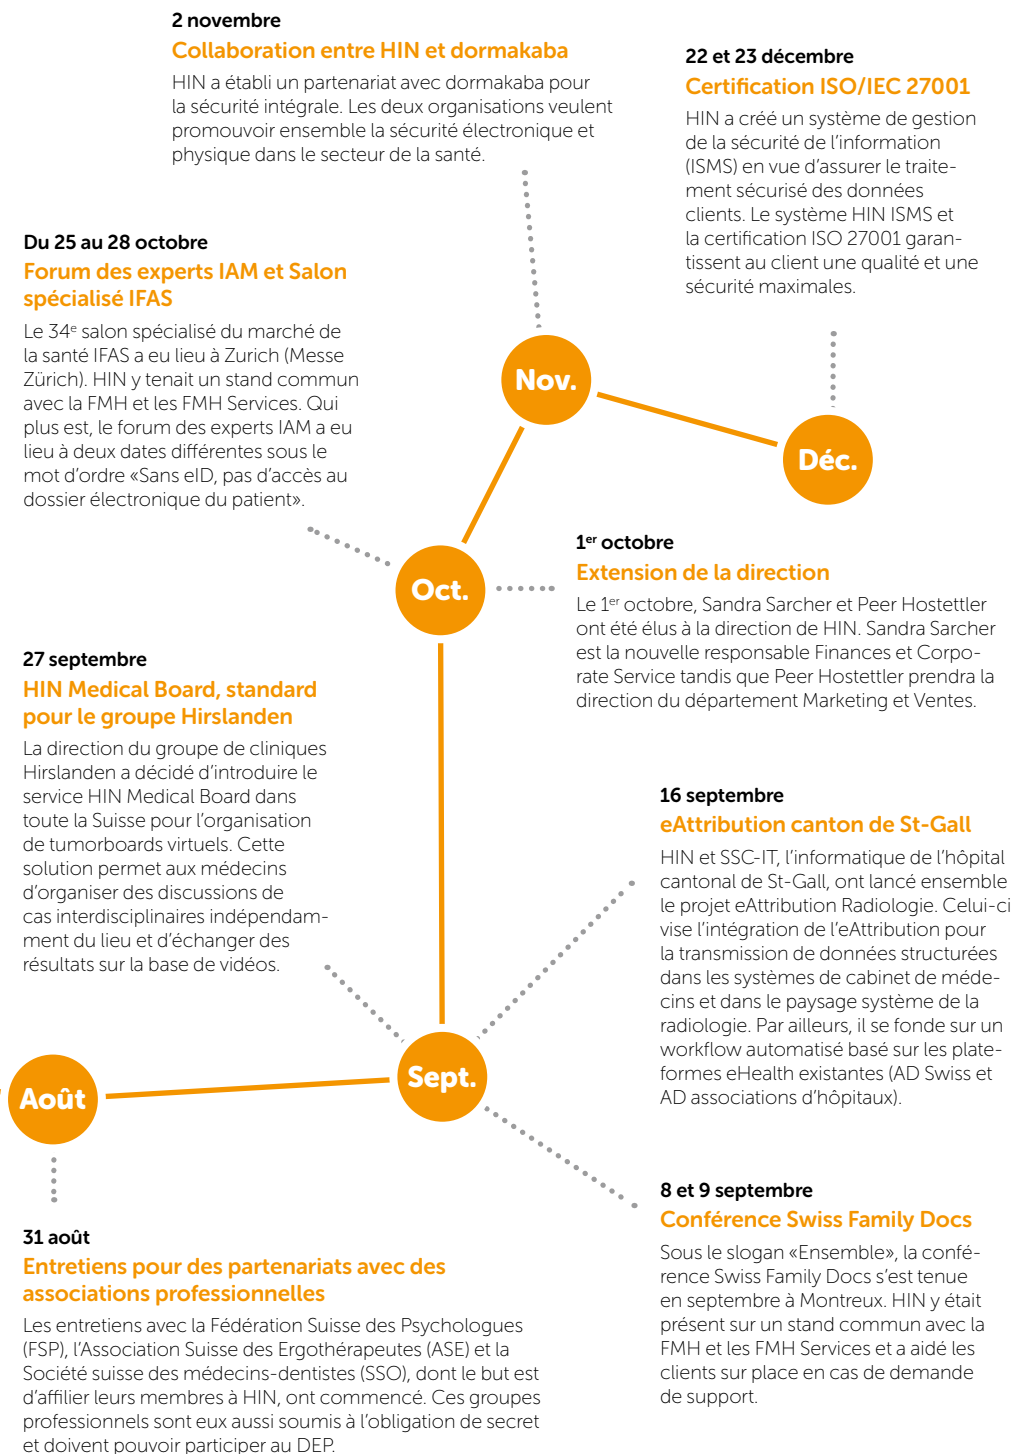 2 novembre
Collaboration entre HIN et dormakaba
HIN a établi un partenariat avec dormakaba pour
la sécurité intégrale. Les deux organisations veulent
promouvoir ensemble la sécurité électronique et
physique dans le secteur de la santé.
22 et 23 décembre
Certification ISO/IEC 27001
HIN a créé un système de gestion
de la sécurité de l’information
(ISMS) en vue d’assurer le traite-
ment sécurisé des données
clients. Le système HIN ISMS et
la certification ISO 27001 garan-
tissent au client une qualité et une
sécurité maximales.
Du 25 au 28 octobre
Forum des experts IAM et Salon
spécialisé IFAS
Le 34e salon spécialisé du marché de
la santé IFAS a eu lieu à Zurich (Messe
Zürich). HIN y tenait un stand commun
avec la FMH et les FMH Services. Qui
plus est, le forum des experts IAM a eu
lieu à deux dates différentes sous le
mot d’ordre «Sans eID, pas d’accès au
dossier électronique du patient».
Nov.
Déc.
Oct.
1er octobre
Extension de la direction
Le 1er octobre, Sandra Sarcher et Peer Hostettler
ont été élus à la direction de HIN. Sandra Sarcher
est la nouvelle responsable Finances et Corpo-
rate Service tandis que Peer Hostettler prendra la
direction du département Marketing et Ventes.
27 septembre
HIN Medical Board, standard
pour le groupe Hirslanden
La direction du groupe de cliniques
Hirslanden a décidé d’introduire le
service HIN Medical Board dans
toute la Suisse pour l’organisation
de tumorboards virtuels. Cette
solution permet aux médecins
d’organiser des discussions de
cas interdisciplinaires indépendam-
ment du lieu et d’échanger des
résultats sur la base de vidéos.
16 septembre
eAttribution canton de St-Gall
HIN et SSC-IT, l’informatique de l’hôpital
cantonal de St-Gall, ont lancé ensemble
le projet eAttribution Radiologie. Celui-ci
vise l’intégration de l’eAttribution pour
la transmission de données structurées
dans les systèmes de cabinet de méde-
cins et dans le paysage système de la
radiologie. Par ailleurs, il se fonde sur un
workflow automatisé basé sur les plate-
formes eHealth existantes (AD Swiss et
AD associations d’hôpitaux).
Sept.
Août
8 et 9 septembre
Conférence Swiss Family Docs
Sous le slogan «Ensemble», la confé-
rence Swiss Family Docs s’est tenue
en septembre à Montreux. HIN y était
présent sur un stand commun avec la
FMH et les FMH Services et a aidé les
clients sur place en cas de demande
de support.
31 août
Entretiens pour des partenariats avec des
associations professionnelles
Les entretiens avec la Fédération Suisse des Psychologues
(FSP), l’Association Suisse des Ergothérapeutes (ASE) et la
Société suisse des médecins-dentistes (SSO), dont le but est
d’affilier leurs membres à HIN, ont commencé. Ces groupes
professionnels sont eux aussi soumis à l’obligation de secret
et doivent pouvoir participer au DEP.